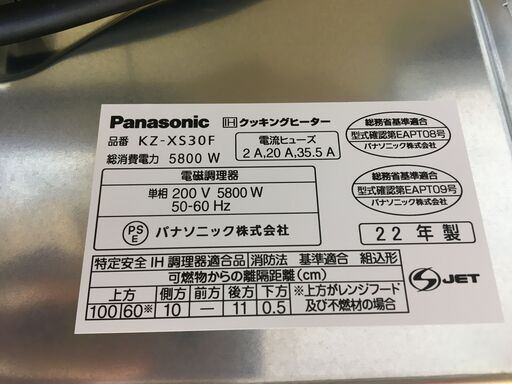 Panasonic IHクッキングヒーター
品番 KZ-XS30F
総消費電力 5800 W
電流ヒューズ
2 A,20 A,35.5 A
総務省基準適合
型式確認第EAPT08号
パナソニック株式会社
電磁調理器
単相 200 V 5800 W
50-60 Hz
総務省基準適合
型式確認第EAPT09号
パナソニック株式会社
PS
E
パナソニック株式会社
22年製
特定安全IH調理器適合品 消防法 基準適合 組込形
可燃物からの離隔距離(cm)
上方 側方 前方 後方 下方 ※上方がレンジフード
100 60※ 10 — 11 0.5 及び不燃材の場合
S JET